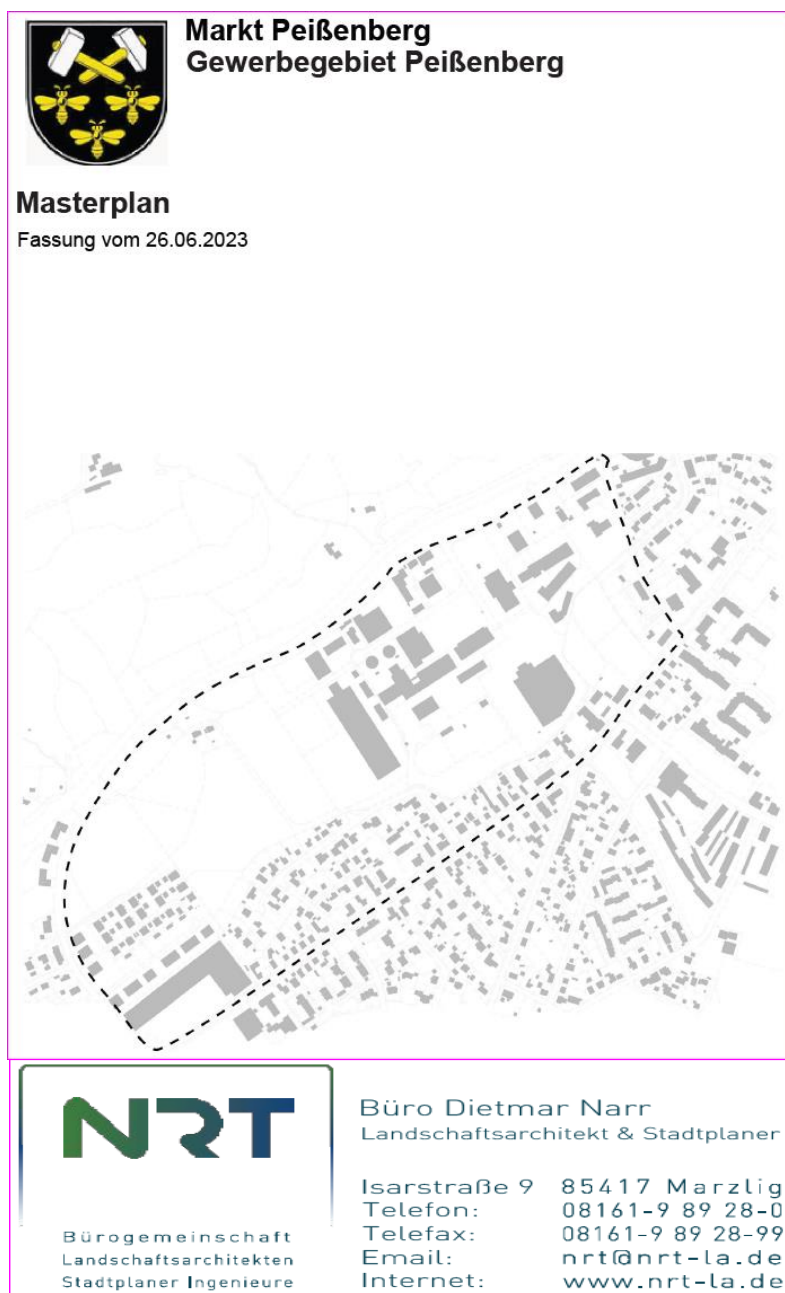 Markt Peißenberg
Gewerbegebiet Peißenberg
Masterplan
Fassung vom 26.06.2023
NRT
Bürogemeinschaft
Landschaftsarchitekten
Stadtplaner Ingenieure
Büro Dietmar Narr
Landschaftsarchitekt & Stadtplaner
Isarstraße 9 85417 Marzlig
Telefon: 08161-9 89 28-0
Telefax: 08161-9 89 28-99
Email: nrt@nrt-la.de
Internet: www.nrt-la.de